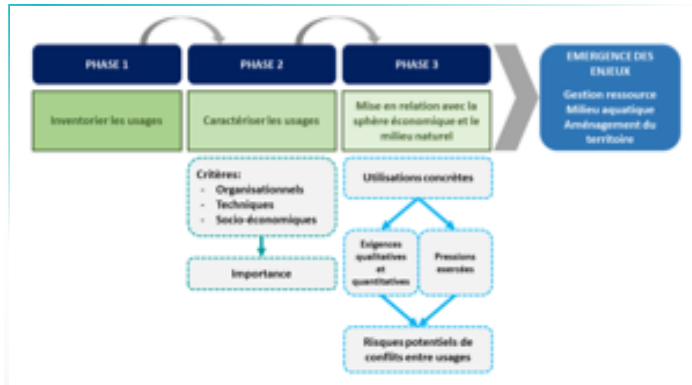 PHASE 1
PHASE 2
PHASE 3
EMERGENCE DES
ENJEUX
Gestion ressource
Milieu aquatique
Aménagement du
territoire
Inventorier les usages
Caractériser les usages
Mise en relation avec la
sphère économique et le
milieu naturel
Critères:
- Organisationnels
- Techniques
- Socio-économiques
Importance
Utilisations concrètes
Exigences
qualitatives
et
quantitatives
Pressions
exercées
Risques potentiels de
conflits entre usages